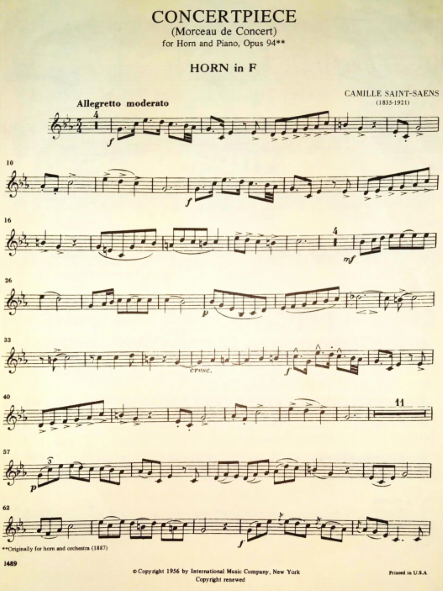 CONCERTPIECE
(Morceau de Concert)
for Horn and Piano, Opus 94**
HORN in F
CAMILLE SAINT-SAENS
(1835-1921)
Allegretto moderato
4
f
10
f
16
4
mf
26
p
33
cresc.
f
40
11
57
3
p
62
f
**Originally for horn and orchestra (1887)
1489
© Copyright 1956 by International Music Company, New York
Copyright renewed
Printed in U.S.A.